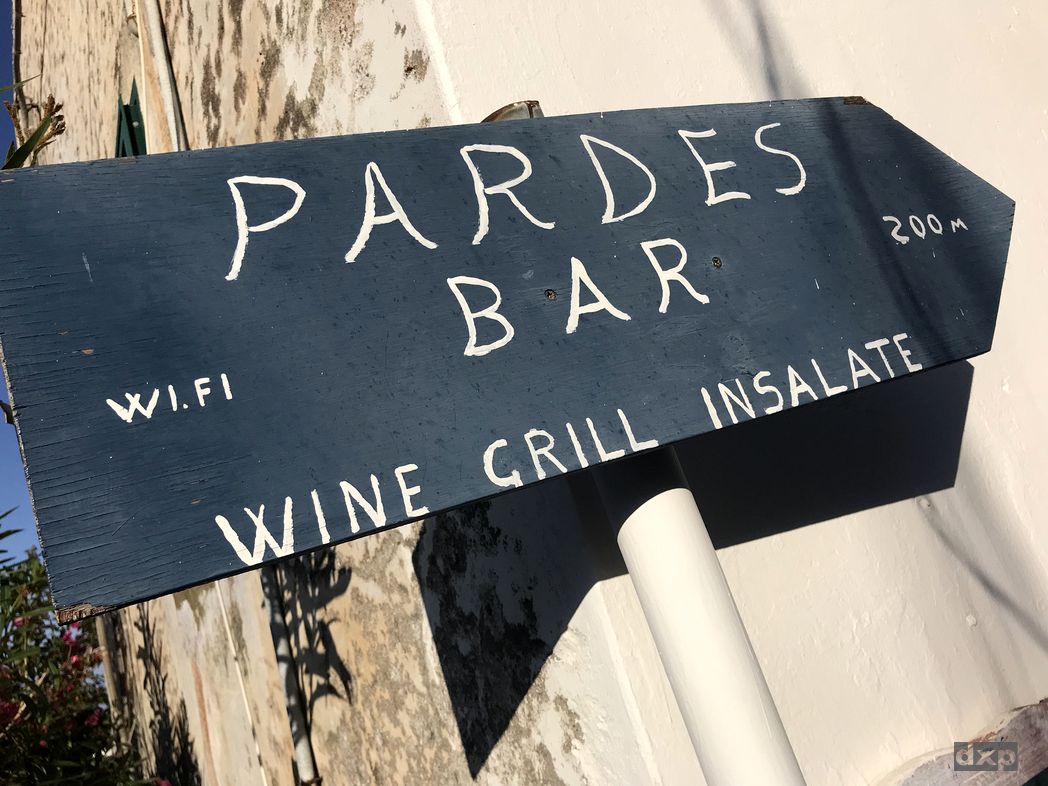 PARDES
BAR
200 M
WI.FI
WINE GRILL INSALATE
dxp